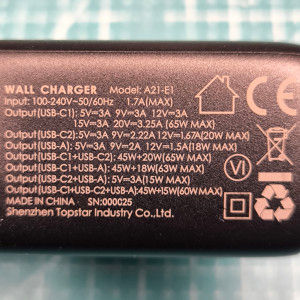 WALL CHARGER Model: A21-E1
Input: 100-240V~50/60Hz 1.7A(MAX)
Output(USB-C1): 5V=3A 9V=3A 12V=3A
15V=3A 20V=3.25A (65W MAX)
Output(USB-C2): 5V=3A 9V=2.22A 12V=1.67A(20W MAX)
Output(USB-A): 5V=3A 9V=2A 12V=1.5A(18W MAX)
Output(USB-C1+USB-C2): 45W+20W(65W MAX)
Output(USB-C1+USB-A): 45W+18W(63W MAX)
Output(USB-C2+USB-A): 5V=3A(15W MAX)
Output(USB-C1+USB-C2+USB-A):45W+15W(60W MAX)
MADE IN CHINA SN:000025
Shenzhen Topstar Industry Co.,Ltd.
CE
VI